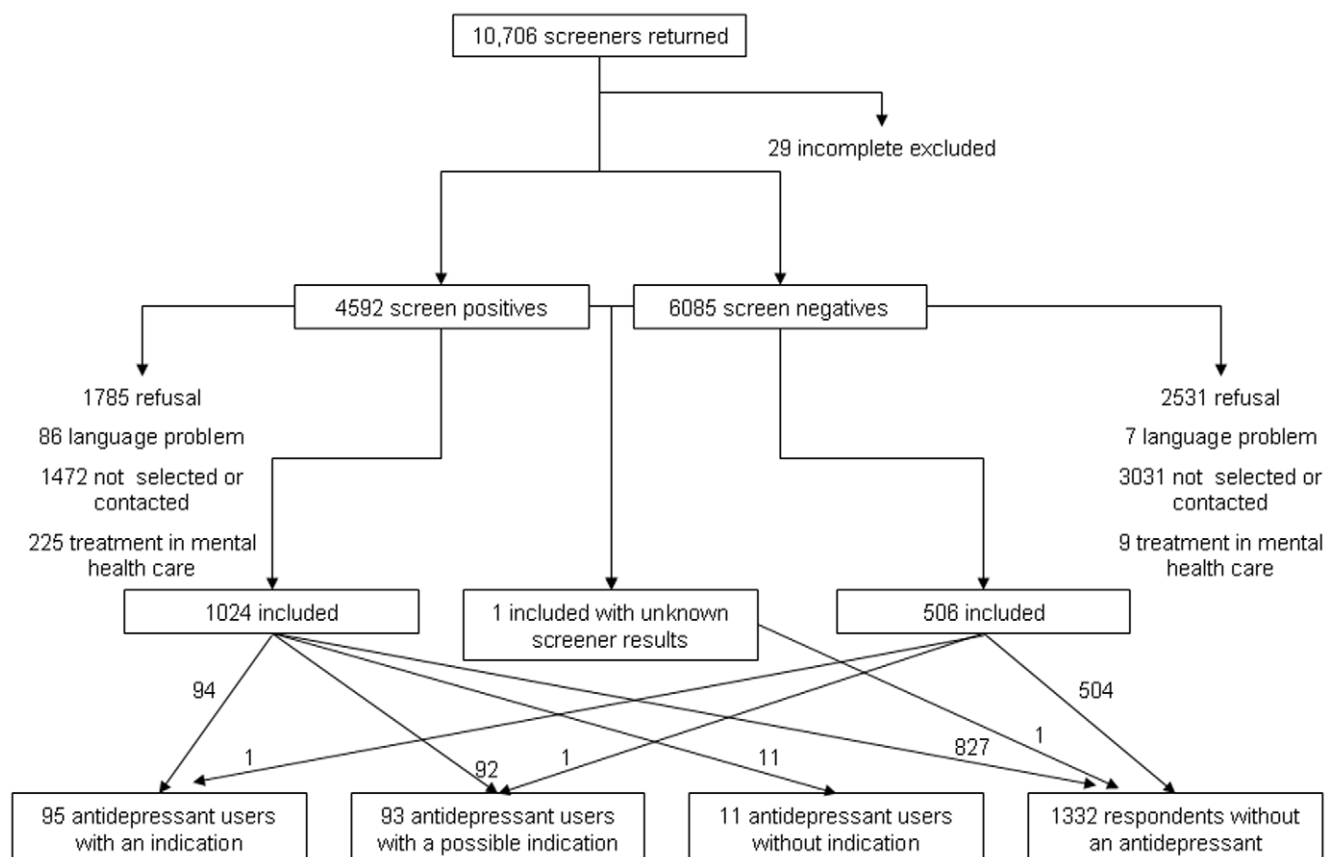 10,706 screeners returned
29 incomplete excluded
4592 screen positives
6085 screen negatives
1785 refusal
86 language problem
1472 not selected or
contacted
225 treatment in mental
health care
2531 refusal
7 language problem
3031 not selected or
contacted
9 treatment in mental
health care
1024 included
1 included with unknown
screener results
506 included
94
1
92
1
11
827
1
504
95 antidepressant users
with an indication
93 antidepressant users
with a possible indication
11 antidepressant users
without indication
1332 respondents without
an antidepressant